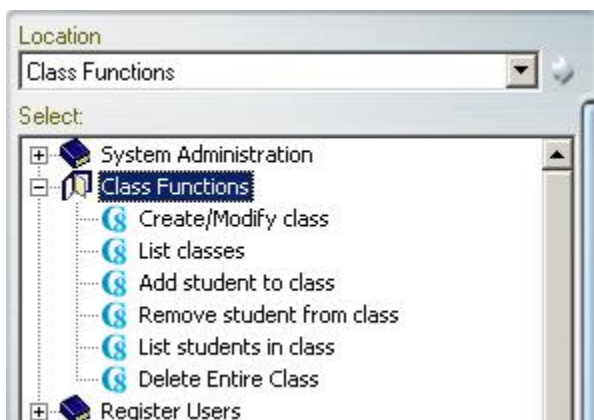 Location
Class Functions
Select:
System Administration
Class Functions
Create/Modify class
List classes
Add student to class
Remove student from class
List students in class
Delete Entire Class
Register Users